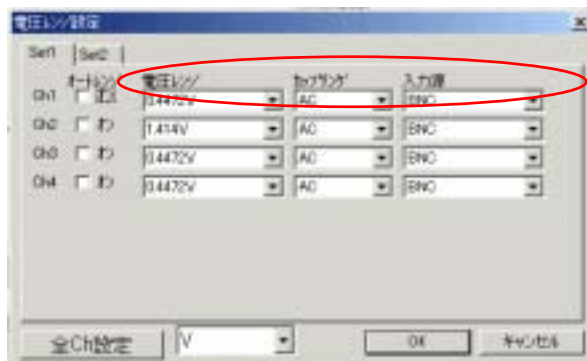 電圧レンジ設定
Set1 Set2
オートレンジ 電圧レンジ カップリング 入力源
Ch1 0.4472V AC BNC
Ch2 1.414V AC BNC
Ch3 0.4472V AC BNC
Ch4 0.4472V AC BNC
全Ch設定 V OK キャンセル